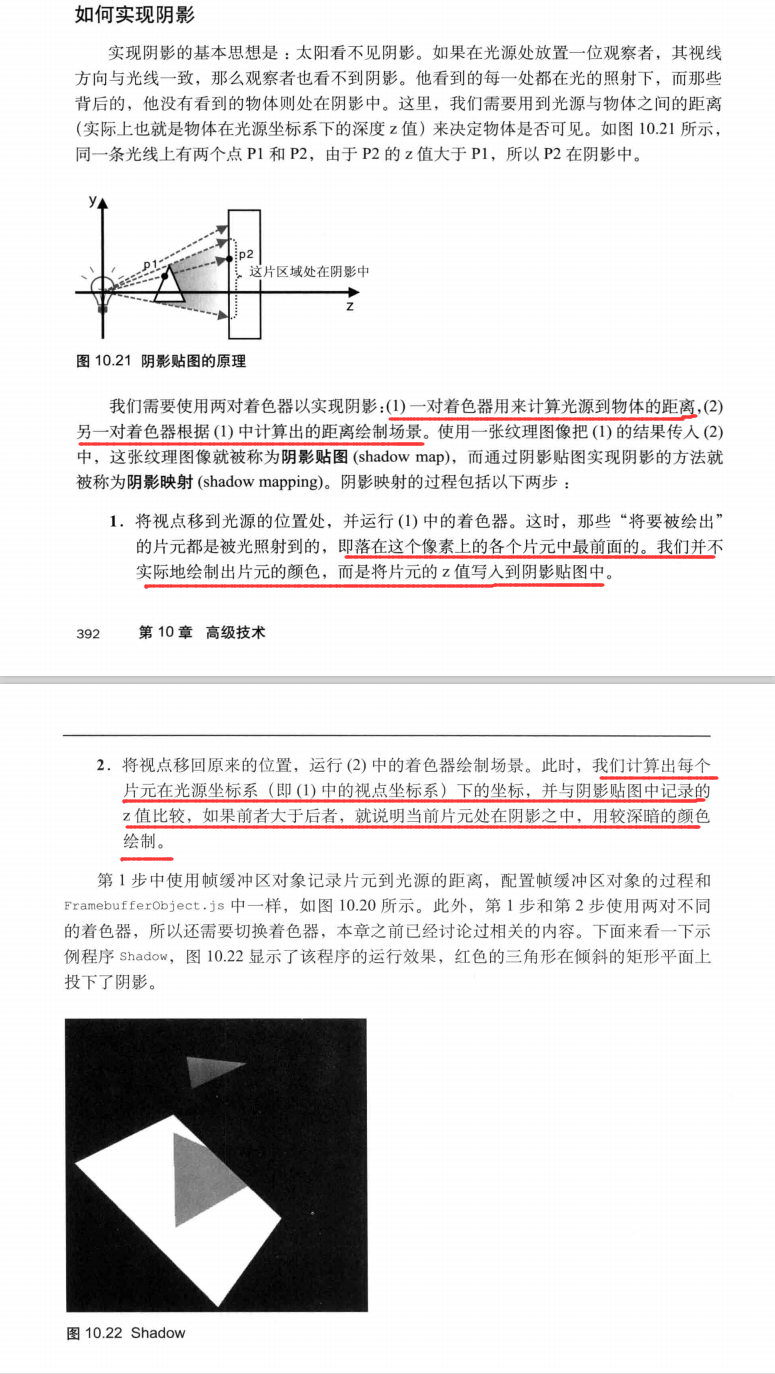 如何实现阴影
实现阴影的基本思想是：太阳看不见阴影。如果在光源处放置一位观察者，其视线
方向与光线一致，那么观察者也看不到阴影。他看到的每一处都在光的照射下，而那些
背后的，他没有看到的物体则处在阴影中。这里，我们需要用到光源与物体之间的距离
(实际上也就是物体在光源坐标系下的深度 z 值）来决定物体是否可见。如图 10.21 所示，
同一条光线上有两个点 P1 和 P2，由于 P2 的 z 值大于 P1，所以 P2 在阴影中。
y
p1
p2
这片区域处在阴影中
z
图 10.21 阴影贴图的原理
我们需要使用两对着色器以实现阴影：(1) 一对着色器用来计算光源到物体的距离，(2)
另一对着色器根据 (1) 中计算出的距离绘制场景。使用一张纹理图像把 (1) 的结果传入 (2)
中，这张纹理图像就被称为阴影贴图 (shadow map)，而通过阴影贴图实现阴影的方法就
被称为阴影映射 (shadow mapping)。阴影映射的过程包括以下两步：
1. 将视点移到光源的位置处，并运行 (1) 中的着色器。这时，那些“将要被绘出”
的片元都是被光照射到的，即落在这个像素上的各个片元中最前面的。我们并不
实际地绘制出片元的颜色，而是将片元的 z 值写入到阴影贴图中。
392 第 10 章 高级技术
2. 将视点移回原来的位置，运行 (2) 中的着色器绘制场景。此时，我们计算出每个
片元在光源坐标系（即 (1) 中的视点坐标系）下的坐标，并与阴影贴图中记录的
z 值比较，如果前者大于后者，就说明当前片元处在阴影之中，用较深暗的颜色
绘制。
第 1 步中使用帧缓冲区对象记录片元到光源的距离，配置帧缓冲区对象的过程和
FramebufferObject.js 中一样，如图 10.20 所示。此外，第 1 步和第 2 步使用两对不同
的着色器，所以还需要切换着色器，本章之前已经讨论过相关的内容。下面来看一下示
例程序 Shadow，图 10.22 显示了该程序的运行效果，红色的三角形在倾斜的矩形平面上
投下了阴影。
图 10.22 Shadow